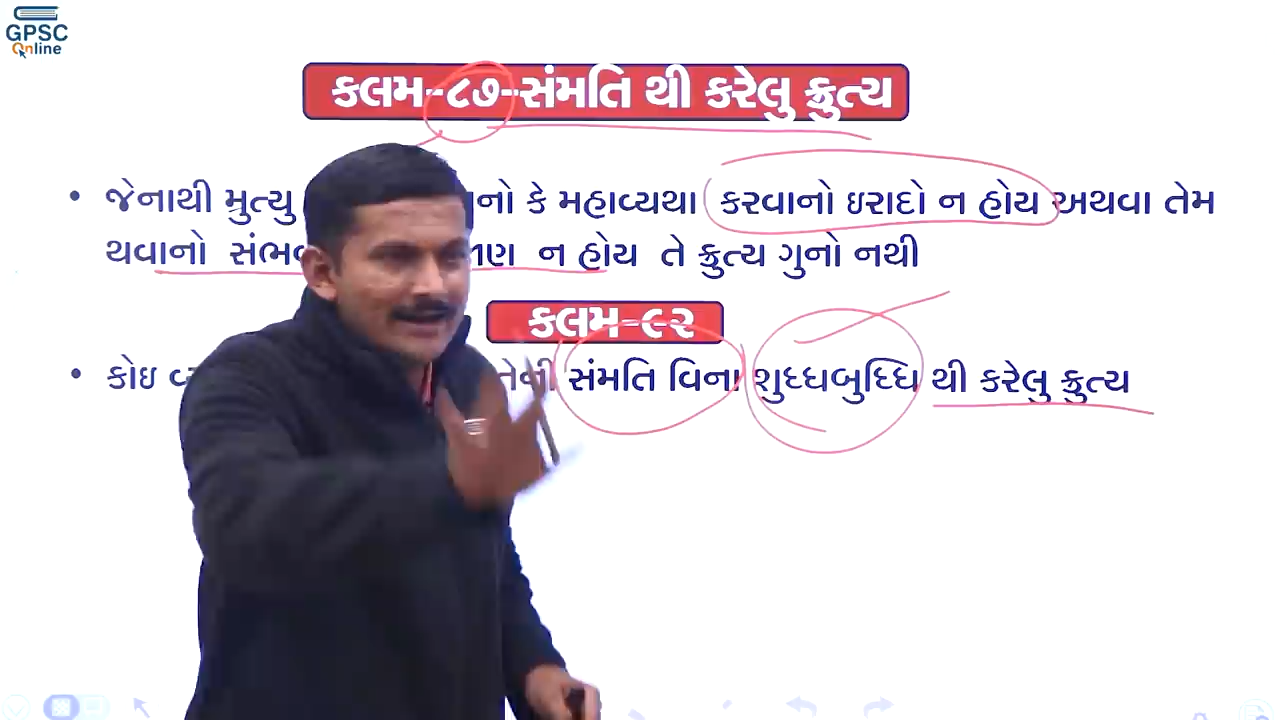 GPSC
Online
કલમ-૮૭-સંમતિ થી કરેલુ ક્રુત્ય
• જેનાથી મ્રુત્યુ કે મહાવ્યથા કરવાનો ઇરાદો ન હોય અથવા તેમ
થવાનો ન હોય તે ક્રુત્ય ગુનો નથી
કલમ-૯૨
• કોઇ તેની સંમતિ વિના શુધ્ધબુધ્ધિ થી કરેલુ ક્રુત્ય